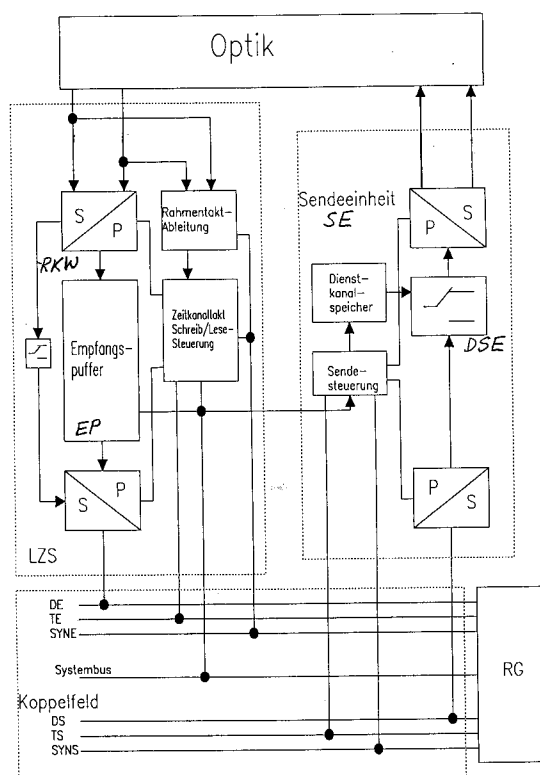 Optik
S
P
RKW
Rahmentakt-
Ableitung
Zeitkanaltakt
Schreib/Lese-
Steuerung
Empfangs-
puffer
EP
S
P
LZS
Sendeeinheit
SE
P
S
Dienst-
kanal-
speicher
DSE
Sende-
steuerung
P
S
DE
TE
SYNE
Systembus
Koppelfeld
DS
TS
SYNS
RG